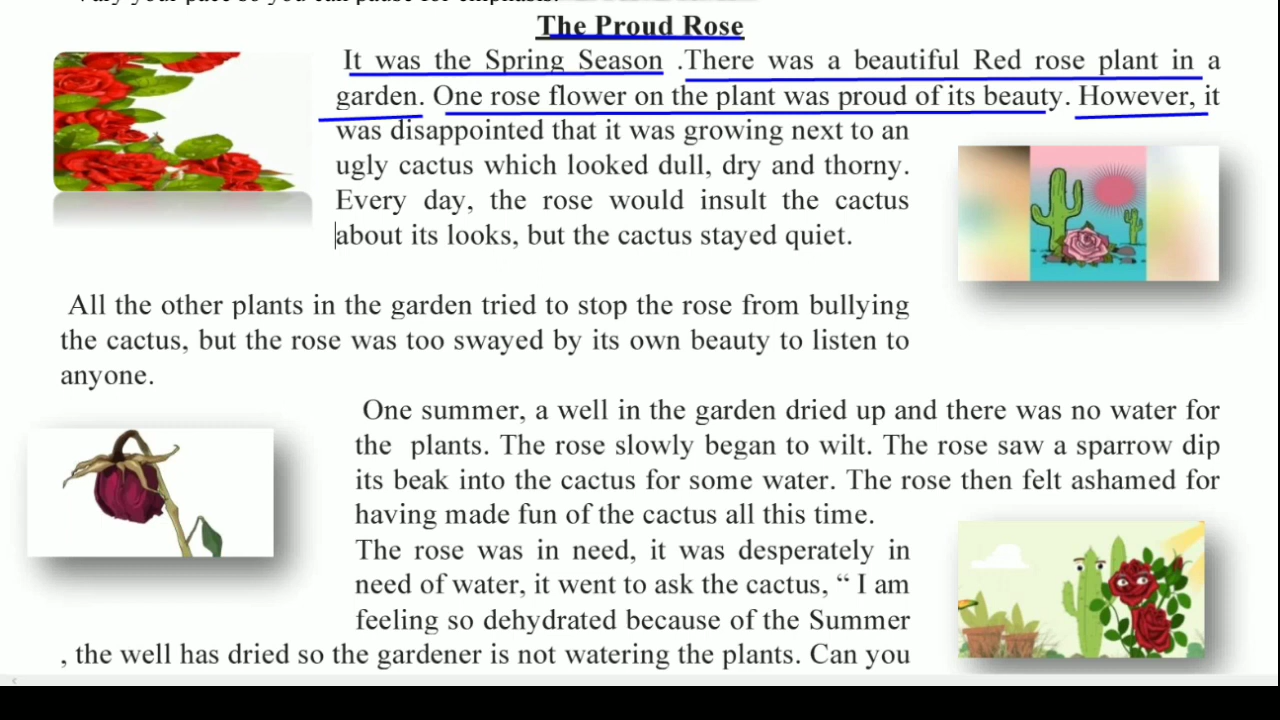 The Proud Rose
It was the Spring Season .There was a beautiful Red rose plant in a
garden. One rose flower on the plant was proud of its beauty. However, it
was disappointed that it was growing next to an
ugly cactus which looked dull, dry and thorny.
Every day, the rose would insult the cactus
about its looks, but the cactus stayed quiet.
All the other plants in the garden tried to stop the rose from bullying
the cactus, but the rose was too swayed by its own beauty to listen to
anyone.
One summer, a well in the garden dried up and there was no water for
the plants. The rose slowly began to wilt. The rose saw a sparrow dip
its beak into the cactus for some water. The rose then felt ashamed for
having made fun of the cactus all this time.
The rose was in need, it was desperately in
need of water, it went to ask the cactus, “ I am
feeling so dehydrated because of the Summer
, the well has dried so the gardener is not watering the plants. Can you